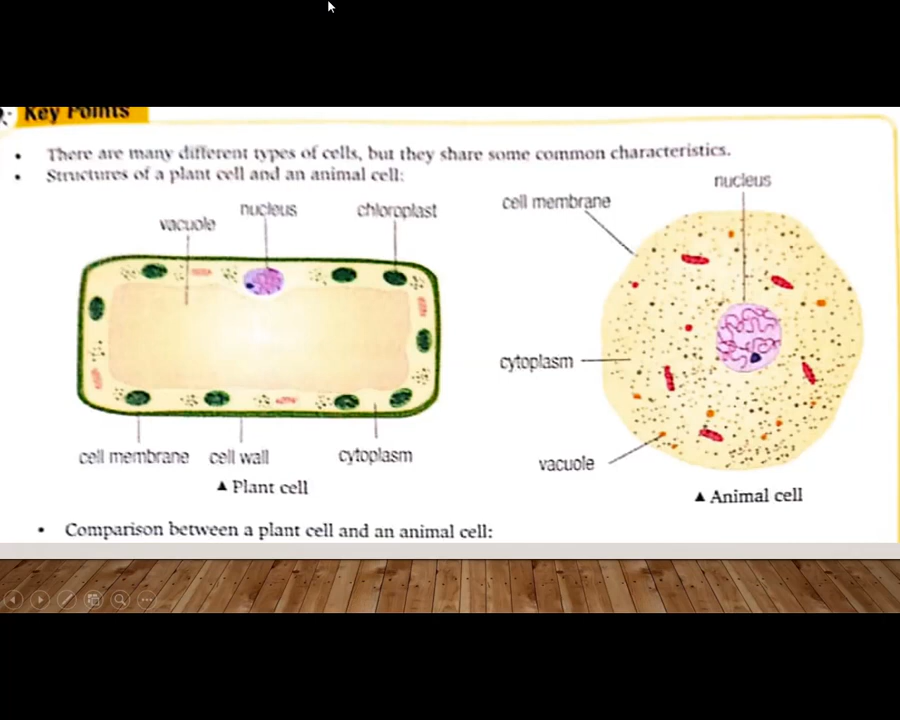 Key Points
• There are many different types of cells, but they share some common characteristics.
• Structures of a plant cell and an animal cell:
vacuole
nucleus
chloroplast
cell membrane
cell wall
cytoplasm
▲ Plant cell
cell membrane
nucleus
cytoplasm
vacuole
▲ Animal cell
• Comparison between a plant cell and an animal cell: